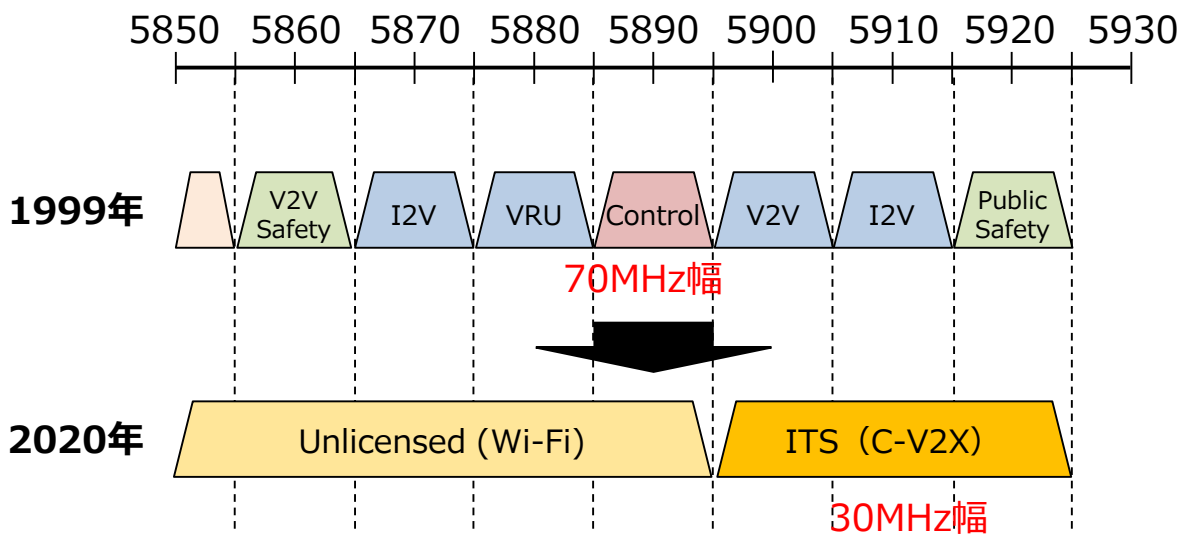 5850 5860 5870 5880 5890 5900 5910 5920 5930
1999年
V2V
Safety
I2V
VRU
Control
V2V
I2V
Public
Safety
70MHz幅
2020年
Unlicensed (Wi-Fi)
ITS（C-V2X）
30MHz幅